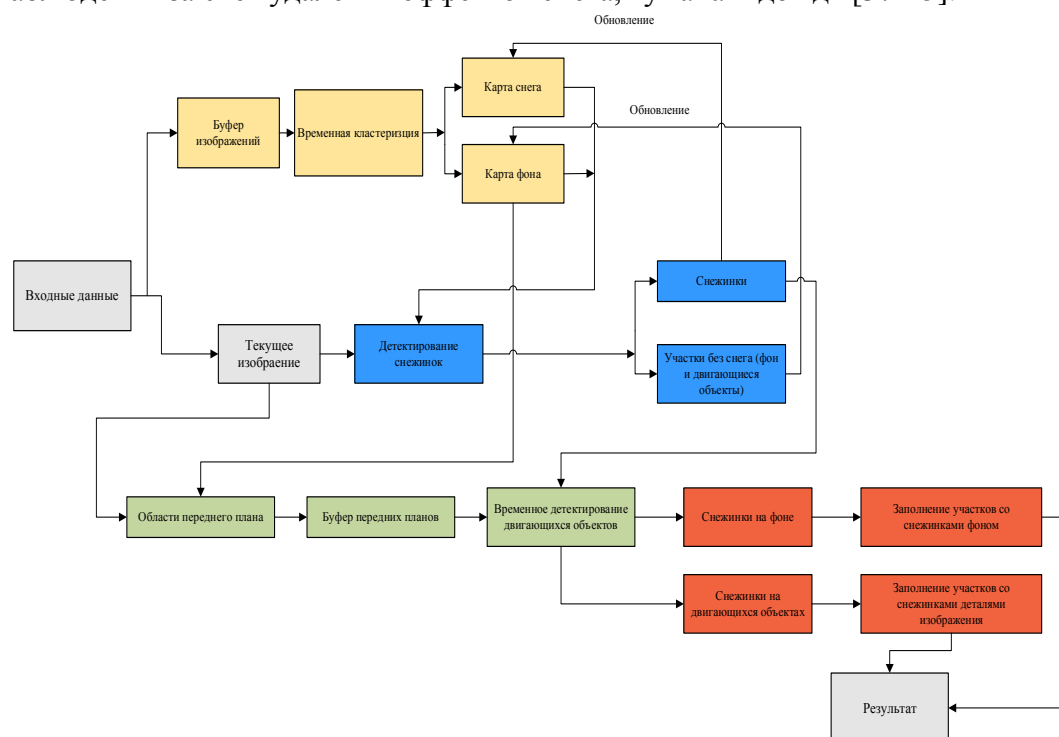 Обновление
Карта снега
Обновление
Буфер
изображений
Временная кластеризция
Карта фона
Входные данные
Снежинки
Текущее
изобраение
Детектирование
снежинок
Участки без снега (фон
и двигающиеся
объекты)
Области переднего плана
Буфер передних планов
Временное детектирование
двигающихся объектов
Снежинки на фоне
Заполнение участков со
снежинками фоном
Снежинки на
двигающихся объектах
Заполнение участков со
снежинками деталями
изображения
Результат